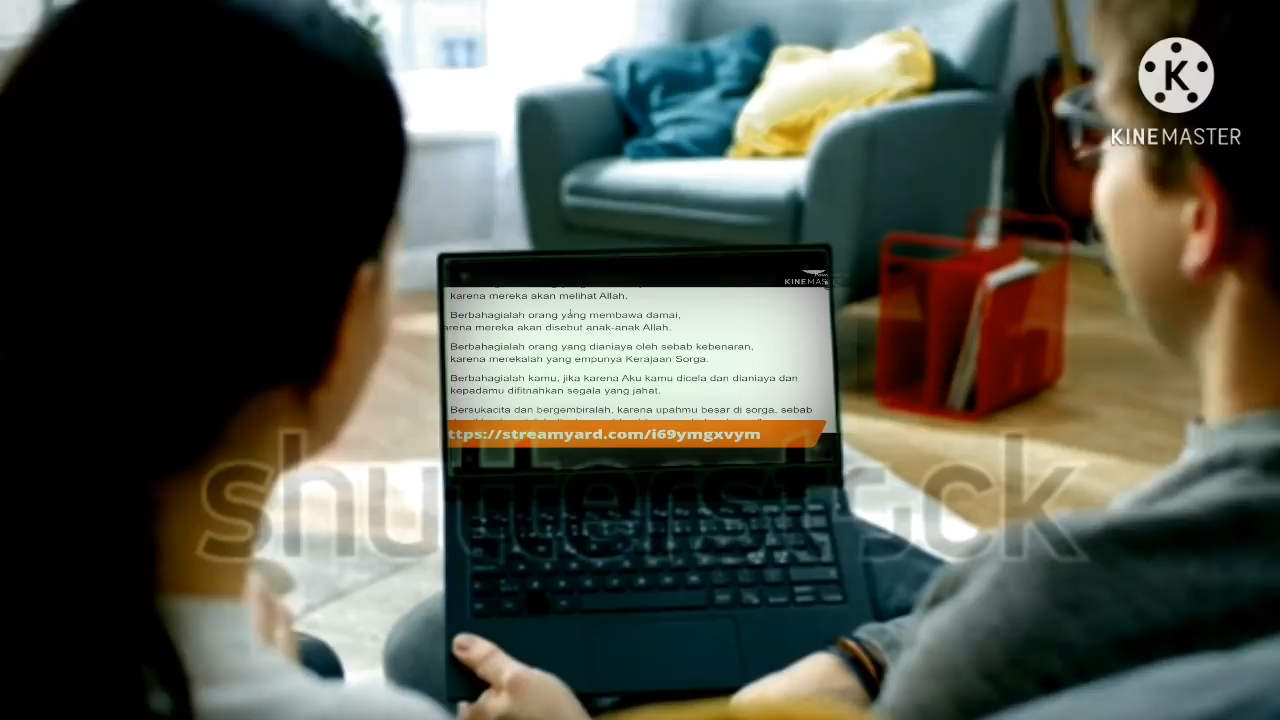 KINEMASTER
KINEMAS
karena mereka akan melihat Allah.
Berbahagialah orang yang membawa damai,
rena mereka akan disebut anak-anak Allah.
Berbahagialah orang yang dianiaya oleh sebab kebenaran,
karena merekalah yang empunya Kerajaan Sorga.
Berbahagialah kamu, jika karena Aku kamu dicela dan dianiaya dan
kepadamu difitnahkan segala yang jahat.
Bersukacita dan bergembiralah, karena upahmu besar di sorga, sebab
ttps://streamyard.com/i69ymgxvym
shutterstock